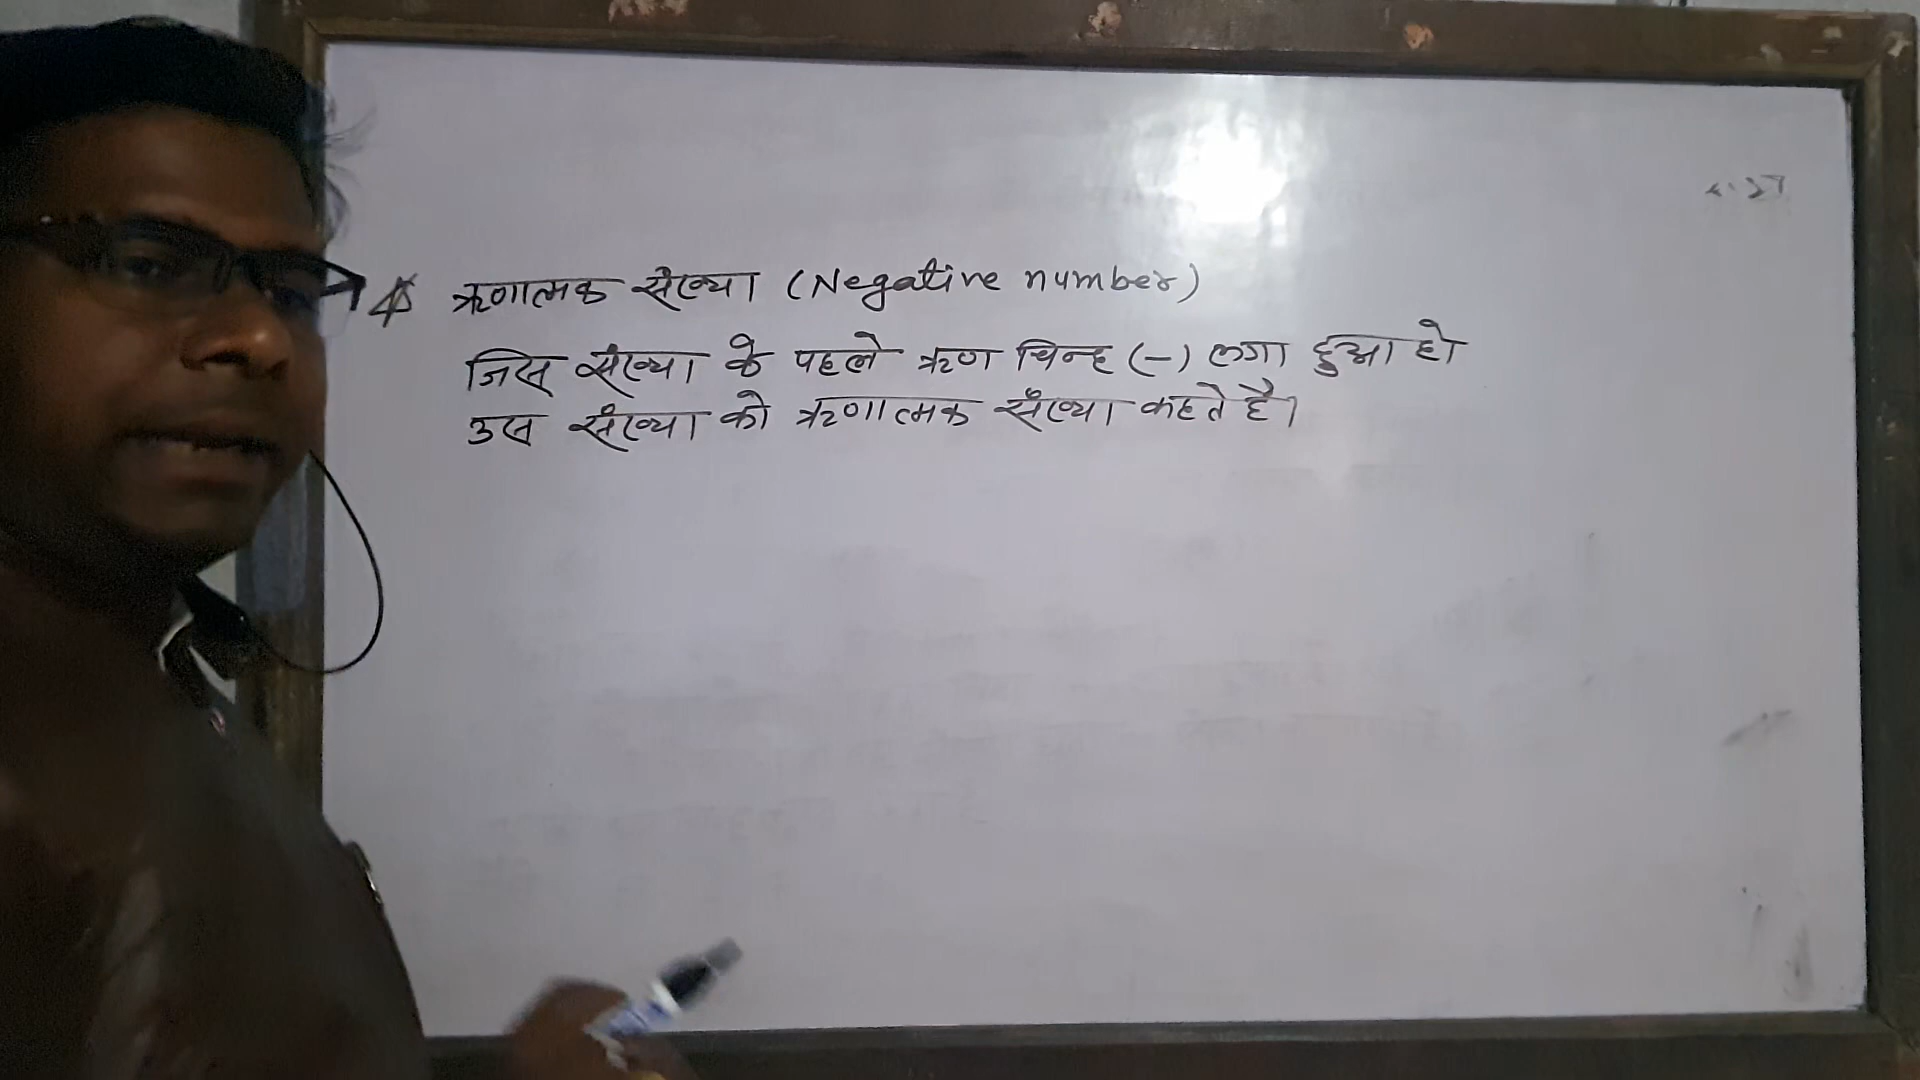 ऋणात्मक संख्या (Negative number)
जिस संख्या के पहले ऋण चिन्ह (-) लगा हुआ हो
उस संख्या को ऋणात्मक संख्या कहते है।